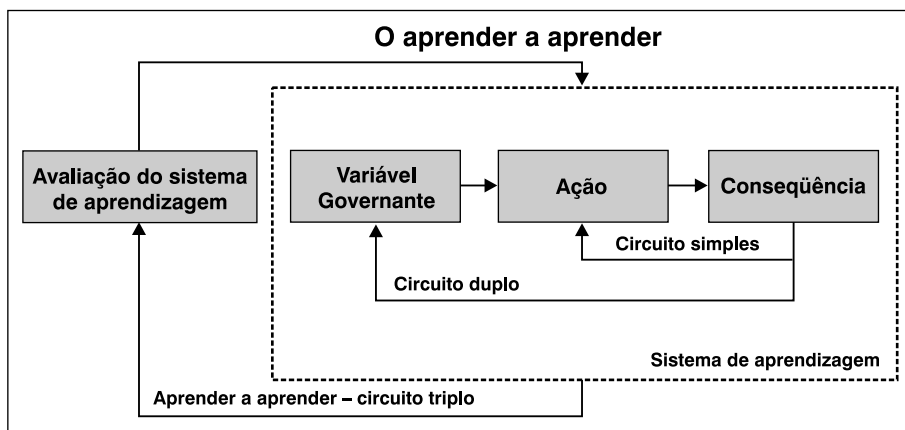 O aprender a aprender
Avaliação do sistema
de aprendizagem
Variável
Governante
Ação
Conseqüência
Circuito simples
Circuito duplo
Sistema de aprendizagem
Aprender a aprender – circuito triplo